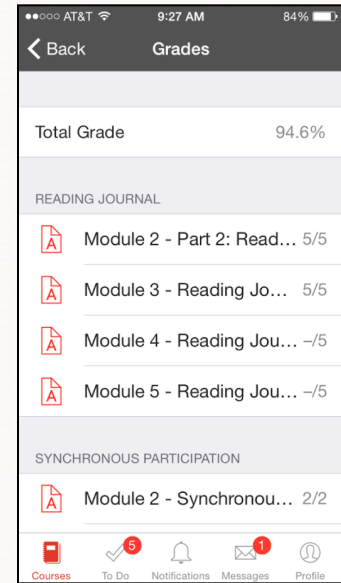 AT&T 9:27 AM 84%
Back Grades
Total Grade 94.6%
READING JOURNAL
A Module 2 - Part 2: Read... 5/5
A Module 3 - Reading Jo... 5/5
A Module 4 - Reading Jou... –/5
A Module 5 - Reading Jou... –/5
SYNCHRONOUS PARTICIPATION
A Module 2 - Synchronou... 2/2
5 1
Courses To Do Notifications Messages Profile